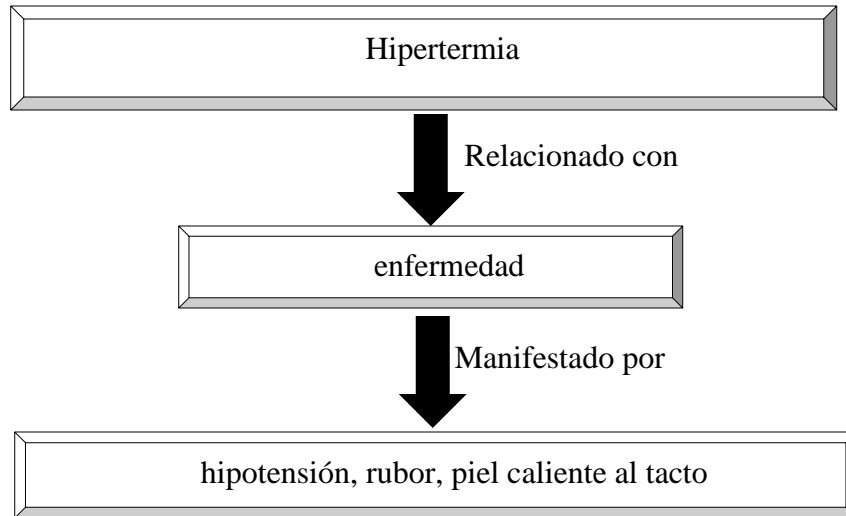 Hipertermia
Relacionado con
enfermedad
Manifestado por
hipotensión, rubor, piel caliente al tacto